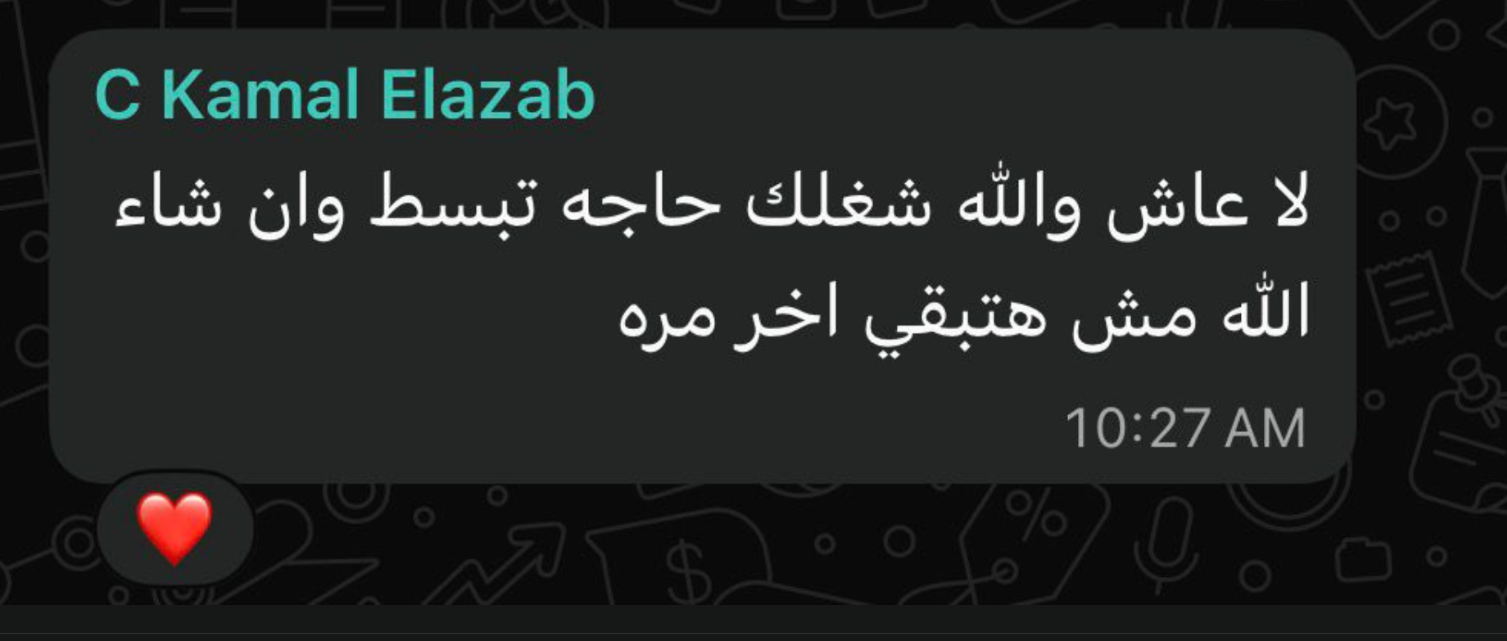 C Kamal Elazab
لا عاش والله شغلك حاجه تبسط وان شاء
الله مش هتبقي اخر مره
10:27 AM